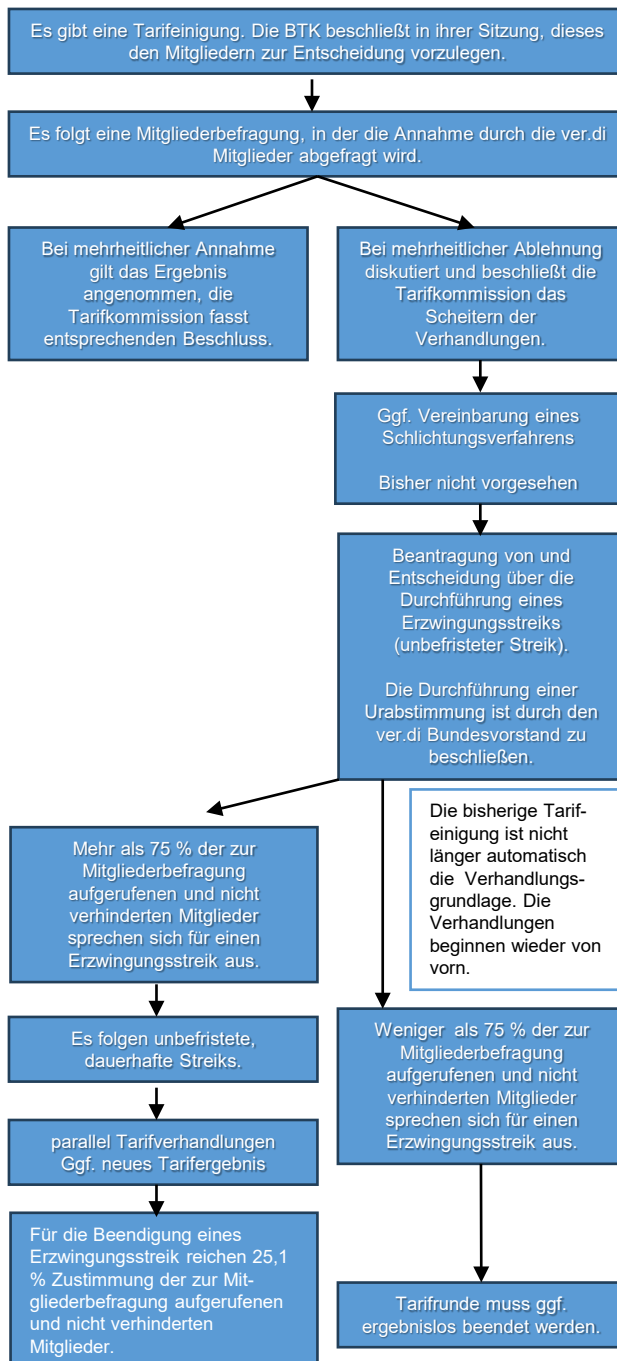 Es gibt eine Tarifeinigung. Die BTK beschließt in ihrer Sitzung, dieses
den Mitgliedern zur Entscheidung vorzulegen.
Es folgt eine Mitgliederbefragung, in der die Annahme durch die ver.di
Mitglieder abgefragt wird.
Bei mehrheitlicher Annahme
gilt das Ergebnis
angenommen, die
Tarifkommission fasst
entsprechenden Beschluss.
Bei mehrheitlicher Ablehnung
diskutiert und beschließt die
Tarifkommission das
Scheitern der
Verhandlungen.
Ggf. Vereinbarung eines
Schlichtungsverfahrens
Bisher nicht vorgesehen
Beantragung von und
Entscheidung über die
Durchführung eines
Erzwingungsstreiks
(unbefristeter Streik).
Die Durchführung einer
Urabstimmung ist durch den
ver.di Bundesvorstand zu
beschließen.
Die bisherige Tarif-
einigung ist nicht
länger automatisch
die Verhandlungs-
grundlage. Die
Verhandlungen
beginnen wieder von
vorn.
Mehr als 75 % der zur
Mitgliederbefragung
aufgerufenen und nicht
verhinderten Mitglieder
sprechen sich für einen
Erzwingungsstreik aus.
Es folgen unbefristete,
dauerhafte Streiks.
parallel Tarifverhandlungen
Ggf. neues Tarifergebnis
Für die Beendigung eines
Erzwingungsstreik reichen 25,1
% Zustimmung der zur Mit-
gliederbefragung aufgerufenen
und nicht verhinderten
Mitglieder.
Weniger als 75 % der zur
Mitgliederbefragung
aufgerufenen und nicht
verhinderten Mitglieder
sprechen sich für einen
Erzwingungsstreik aus.
Tarifrunde muss ggf.
ergebnislos beendet werden.